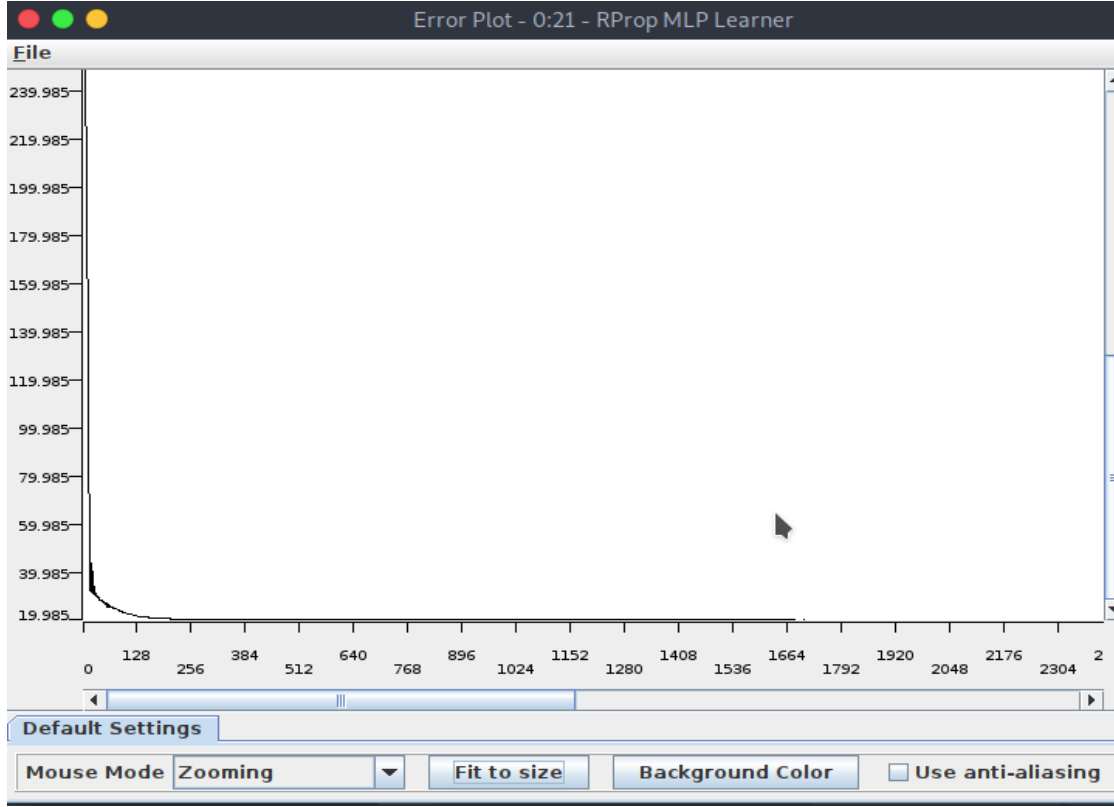 Error Plot - 0:21 - RProp MLP Learner
File
239.985
219.985
199.985
179.985
159.985
139.985
119.985
99.985
79.985
59.985
39.985
19.985
128 384 640 896 1152 1408 1664 1920 2176 2
0 256 512 768 1024 1280 1536 1792 2048 2304
Default Settings
Mouse Mode Zooming Fit to size Background Color Use anti-aliasing